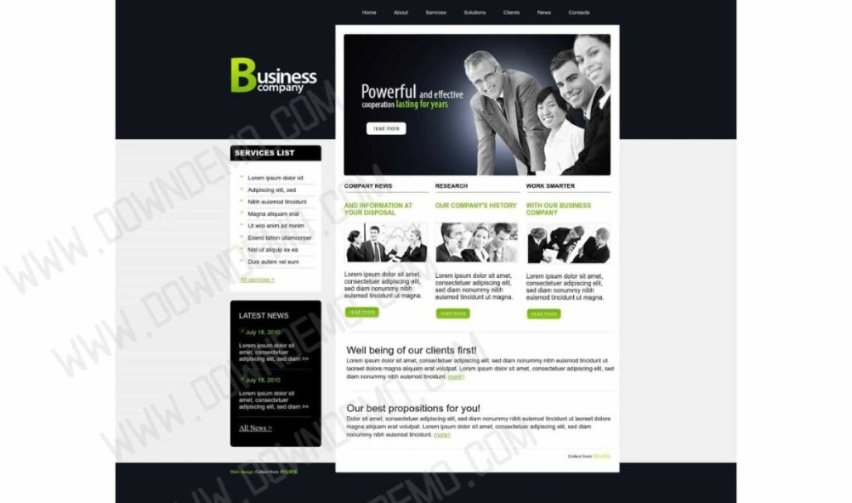 Home About Services Solutions Clients News Contacts
Business
company
Powerful and effective
cooperation lasting for years
read more
SERVICES LIST
Lorem ipsum dolor sit
Adipiscing elit, sed
Nibh euismod tincidunt
Magna aliquam erat
Ut wisi enim ad minim
Exerci tation ullamcorper
Nisl ut aliquip ex ea
Duis autem vel eum
All services >
LATEST NEWS
July 18, 2010
Lorem ipsum dolor sit
amet, consectetuer
adipiscing elit, sed diam >>
July 18, 2010
Lorem ipsum dolor sit
amet, consectetuer
adipiscing elit, sed diam >>
All News >
COMPANY NEWS
AND INFORMATION AT
YOUR DISPOSAL
Lorem ipsum dolor sit amet,
consectetuer adipiscing elit,
sed diam nonummy nibh
euismod tincidunt ut magna.
read more
RESEARCH
OUR COMPANY'S HISTORY
Lorem ipsum dolor sit amet,
consectetuer adipiscing elit,
sed diam nonummy nibh
euismod tincidunt ut magna.
read more
WORK SMARTER
WITH OUR BUSINESS
COMPANY
Lorem ipsum dolor sit amet,
consectetuer adipiscing elit,
sed diam nonummy nibh
euismod tincidunt ut magna.
read more
Well being of our clients first!
Lorem ipsum dolor sit amet, consectetuer adipiscing elit, sed diam nonummy nibh euismod tincidunt ut
laoreet dolore magna aliquam erat volutpat. Lorem ipsum dolor sit amet, consectetuer adipiscing elit, sed
diam nonummy nibh euismod tincidunt. more>
Our best propositions for you!
Dolor sit amet, consectetuer adipiscing elit, sed diam nonummy nibh euismod tincidunt ut laoreet dolore
magna aliquam erat volutpat. Lorem ipsum dolor sit amet, consectetuer adipiscing elit, sed diam nonummy
nibh euismod tincidunt. more>
Collect from
Web design Collect from
WWW.DOWNDEMO.COM
WWW.DOWNDEMO.COM
WWW.DOWNDEMO.COM
WWW.DOWNDEMO.COM